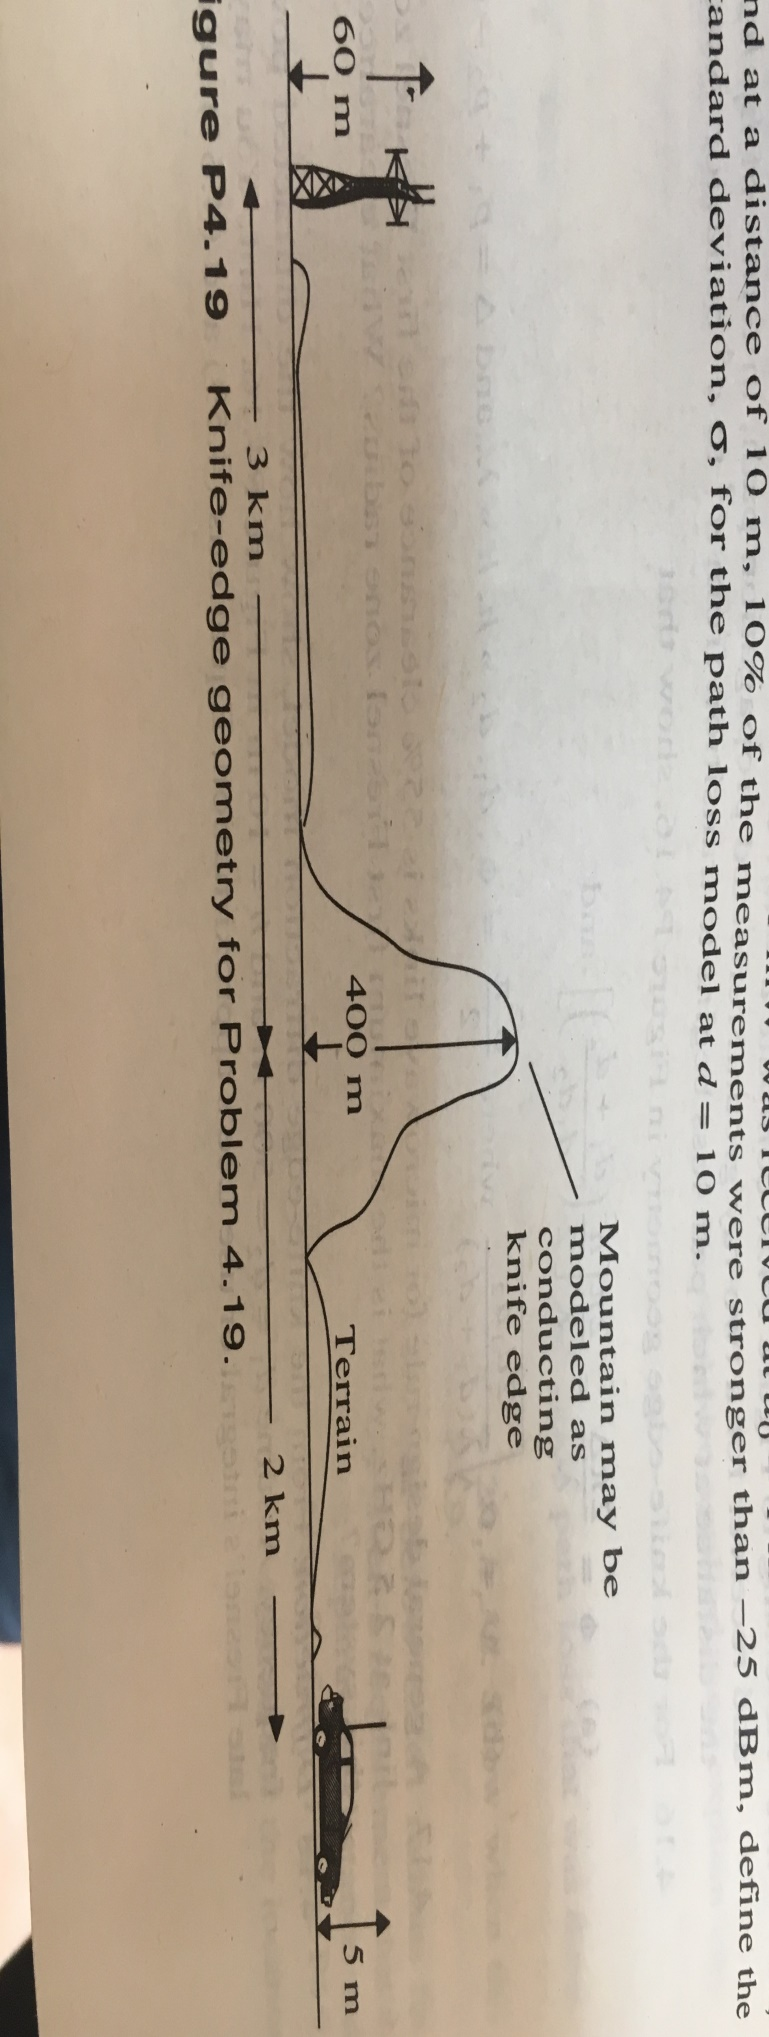 nd at a distance of 10 m, 10% of the measurements were stronger than –25 dBm, define the
tandard deviation, σ, for the path loss model at d = 10 m.
Mountain may be
modeled as
conducting
knife edge
60 m
400 m
Terrain
5 m
3 km
2 km
igure P4.19 Knife-edge geometry for Problem 4.19.